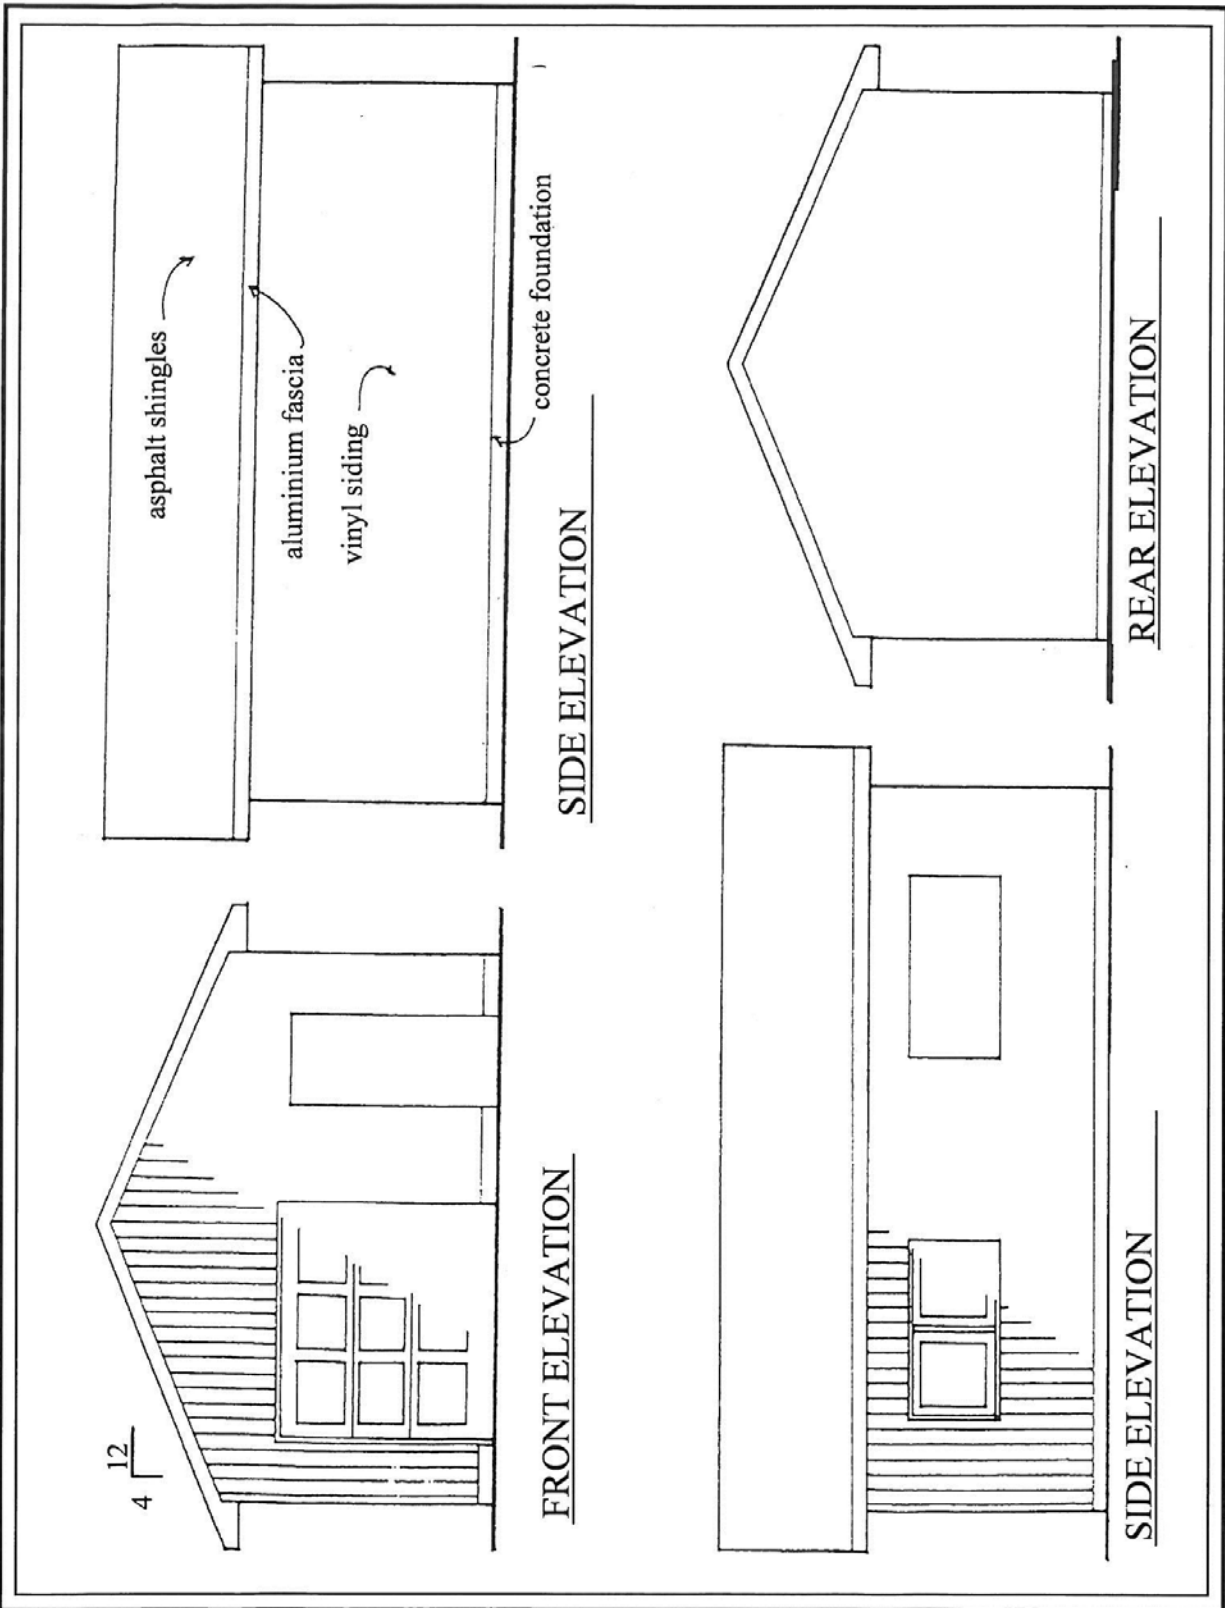 12
4
FRONT ELEVATION
asphalt shingles
aluminium fascia
vinyl siding
concrete foundation
SIDE ELEVATION
SIDE ELEVATION
REAR ELEVATION